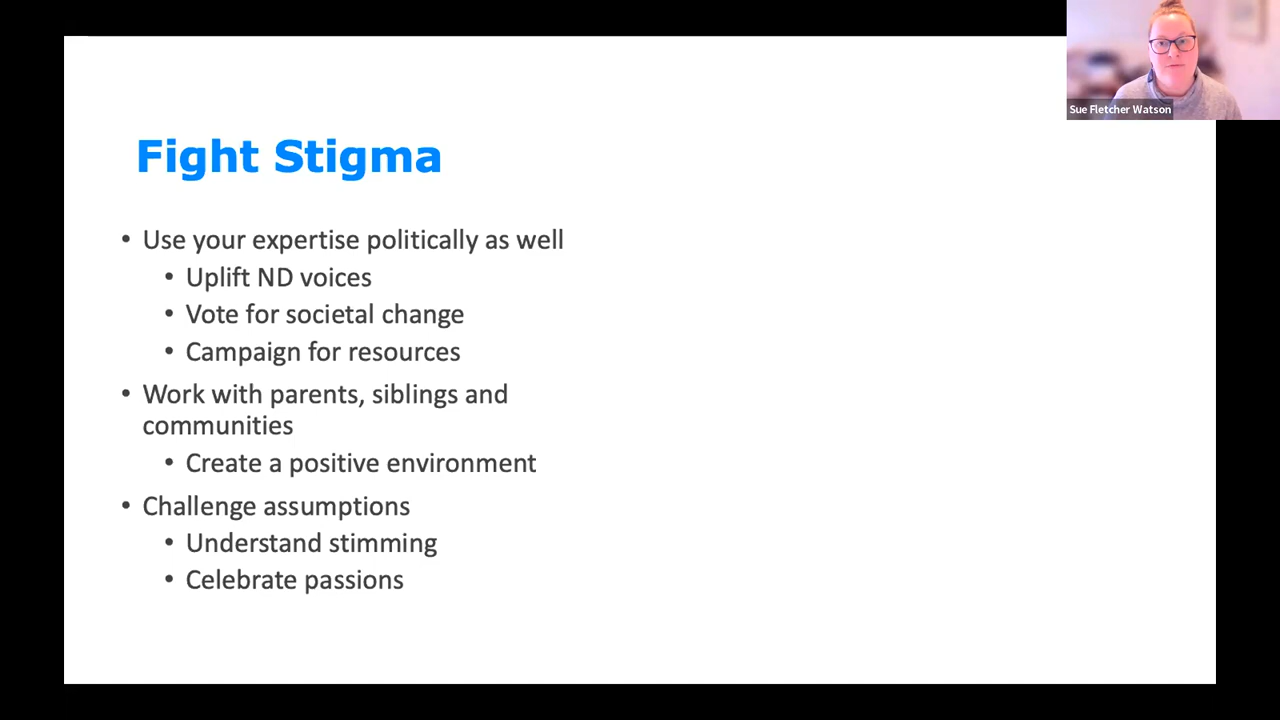 Sue Fletcher Watson
Fight Stigma
• Use your expertise politically as well
• Uplift ND voices
• Vote for societal change
• Campaign for resources
• Work with parents, siblings and
communities
• Create a positive environment
• Challenge assumptions
• Understand stimming
• Celebrate passions